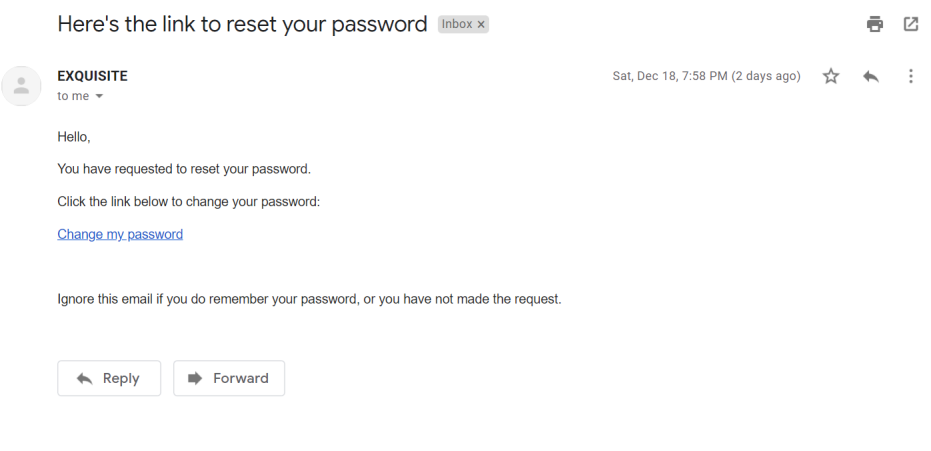 Here's the link to reset your password Inbox x
EXQUISITE Sat, Dec 18, 7:58 PM (2 days ago)
to me
Hello,
You have requested to reset your password.
Click the link below to change your password:
Change my password
Ignore this email if you do remember your password, or you have not made the request.
Reply Forward